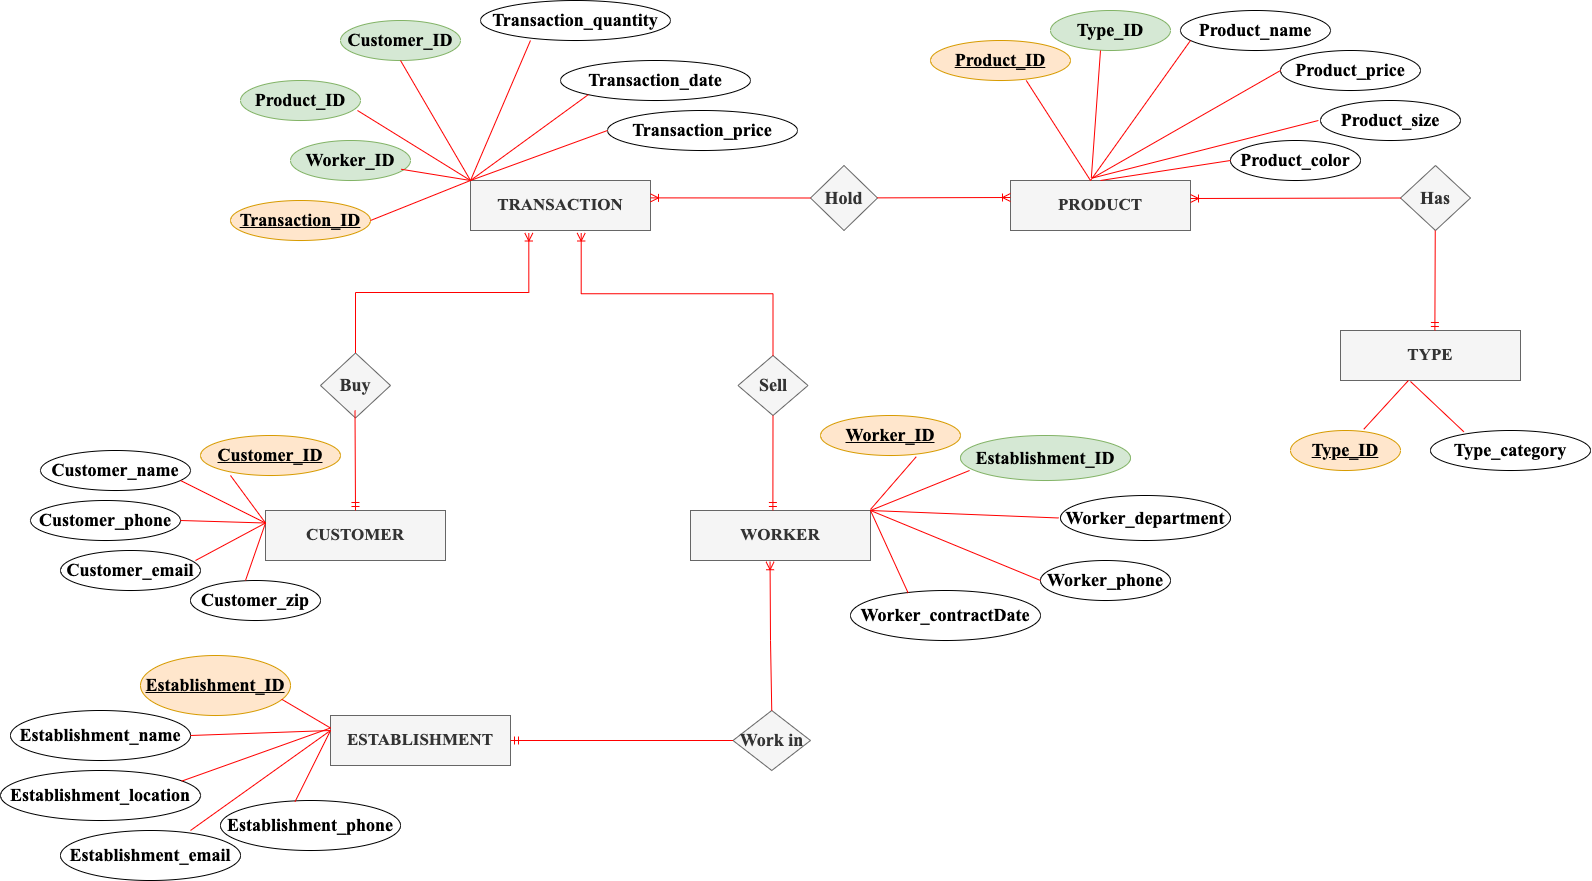 Transaction_quantity
Customer_ID
Transaction_date
Product_ID
Transaction_price
Worker_ID
Transaction_ID
TRANSACTION
Hold
Type_ID
Product_name
Product_ID
Product_price
Product_size
Product_color
PRODUCT
Has
TYPE
Type_ID
Type_category
Buy
Sell
Customer_ID
Customer_name
Customer_phone
Customer_email
Customer_zip
CUSTOMER
Worker_ID
Establishment_ID
Worker_department
Worker_phone
Worker_contractDate
WORKER
Establishment_ID
Establishment_name
Establishment_location
Establishment_phone
Establishment_email
ESTABLISHMENT
Work in